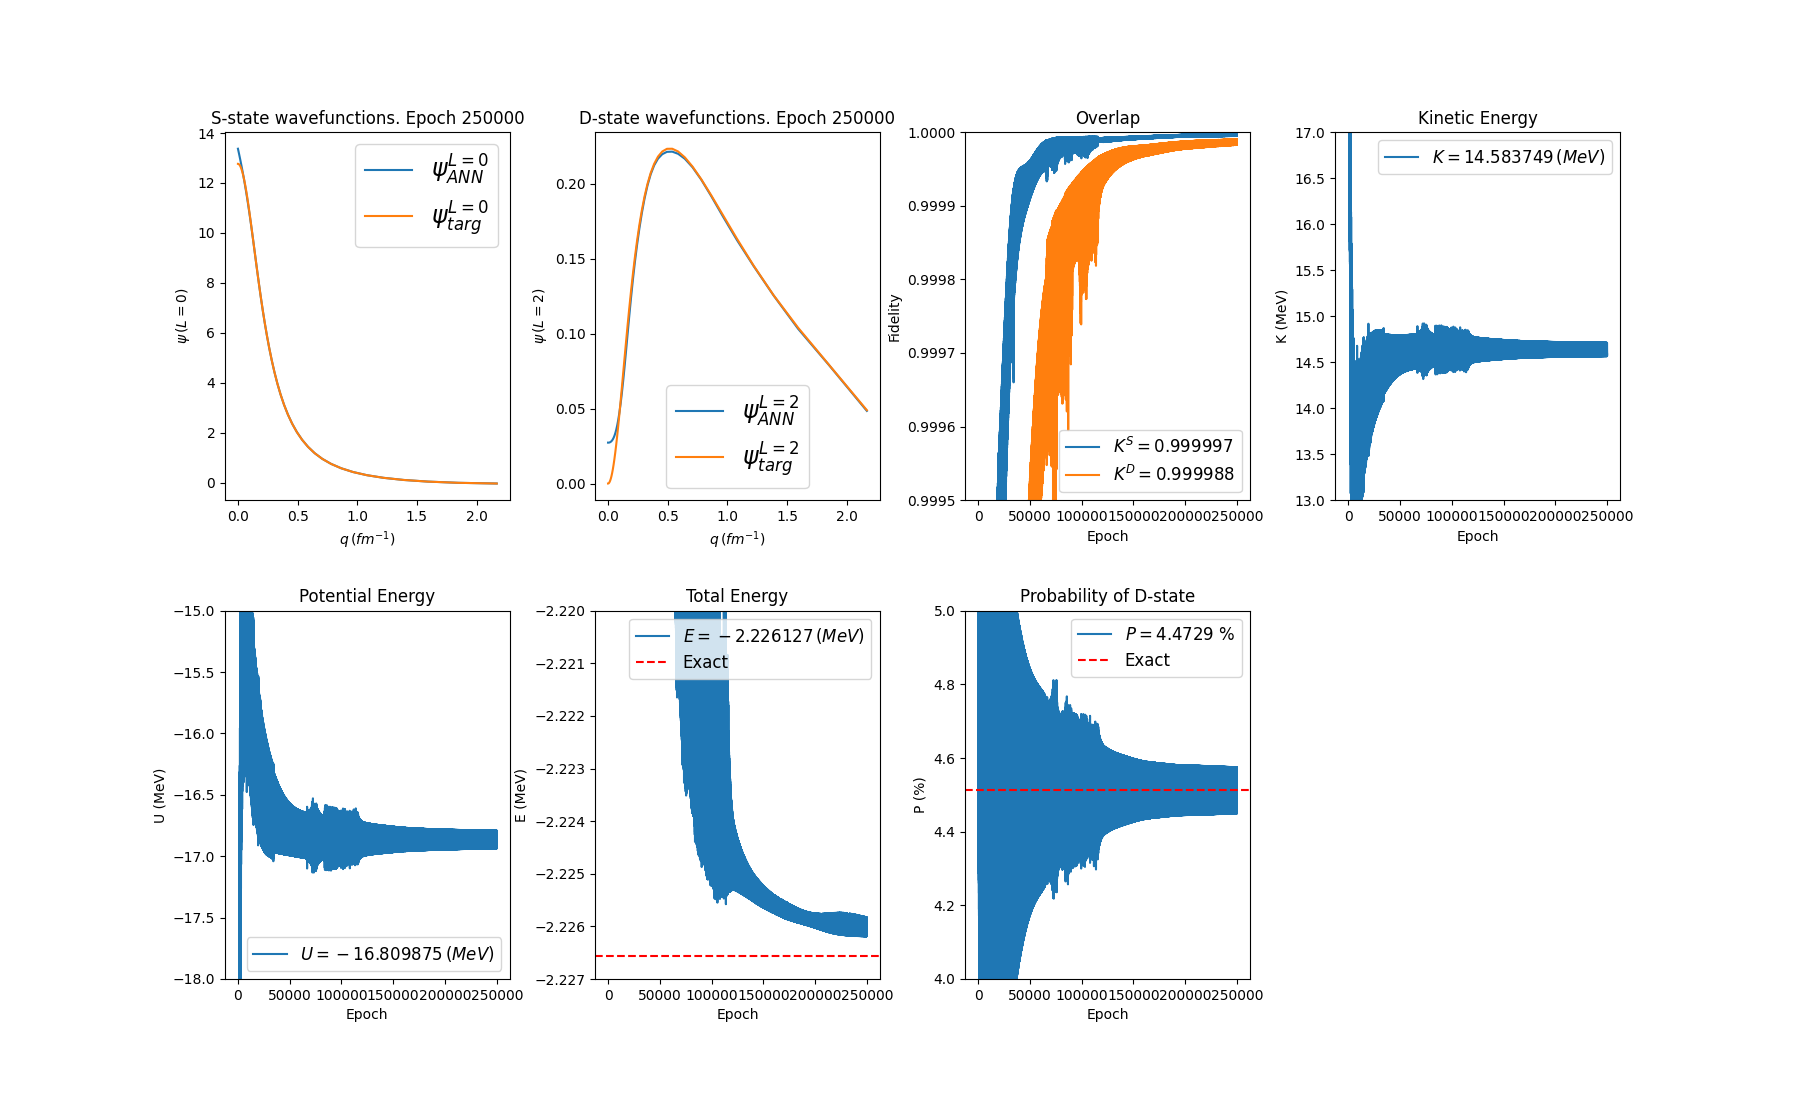 S-state wavefunctions. Epoch 250000
14
12
10
8
6
4
2
0
ψ (L = 0)
0.0 0.5 1.0 1.5 2.0
q (fm⁻¹)
ψ_{ANN}^{L=0}
ψ_{targ}^{L=0}
D-state wavefunctions. Epoch 250000
0.20
0.15
0.10
0.05
0.00
ψ (L = 2)
0.0 0.5 1.0 1.5 2.0
q (fm⁻¹)
ψ_{ANN}^{L=2}
ψ_{targ}^{L=2}
Overlap
1.0000
0.9999
0.9998
0.9997
0.9996
0.9995
Fidelity
0 50000 100000 150000 200000 250000
Epoch
K^S = 0.999997
K^D = 0.999988
Kinetic Energy
17.0
16.5
16.0
15.5
15.0
14.5
14.0
13.5
13.0
K (MeV)
0 50000 100000 150000 200000 250000
Epoch
K = 14.583749 (MeV)
Potential Energy
−15.0
−15.5
−16.0
−16.5
−17.0
−17.5
−18.0
U (MeV)
0 50000 100000 150000 200000 250000
Epoch
U = −16.809875 (MeV)
Total Energy
−2.220
−2.221
−2.222
−2.223
−2.224
−2.225
−2.226
−2.227
E (MeV)
0 50000 100000 150000 200000 250000
Epoch
E = −2.226127 (MeV)
Exact
Probability of D-state
5.0
4.8
4.6
4.4
4.2
4.0
P (%)
0 50000 100000 150000 200000 250000
Epoch
P = 4.4729 %
Exact